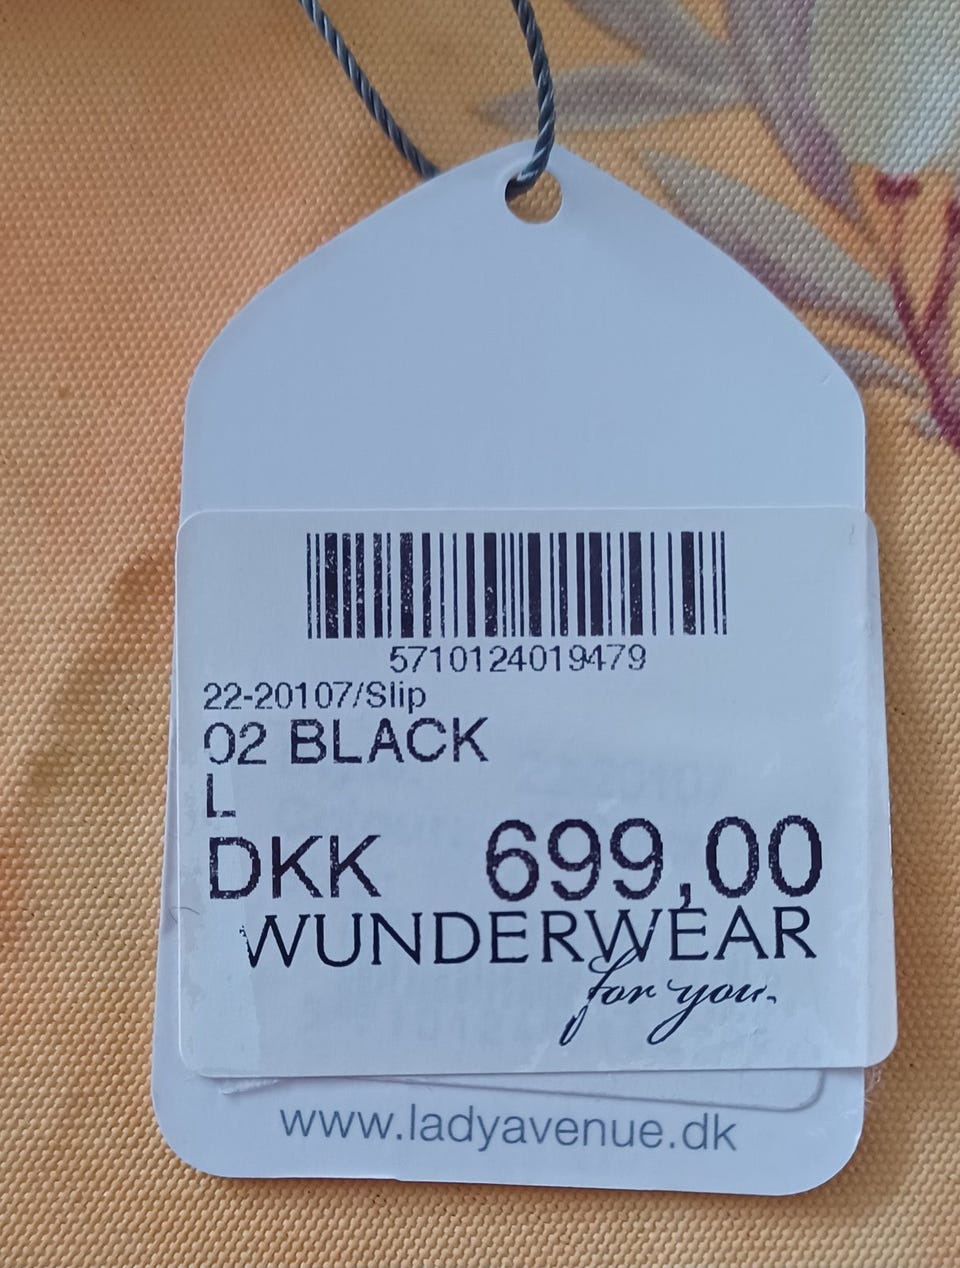 5710124019479
22-20107/Slip
02 BLACK
L
DKK 699,00
WUNDERWEAR
for you.
www.ladyavenue.dk